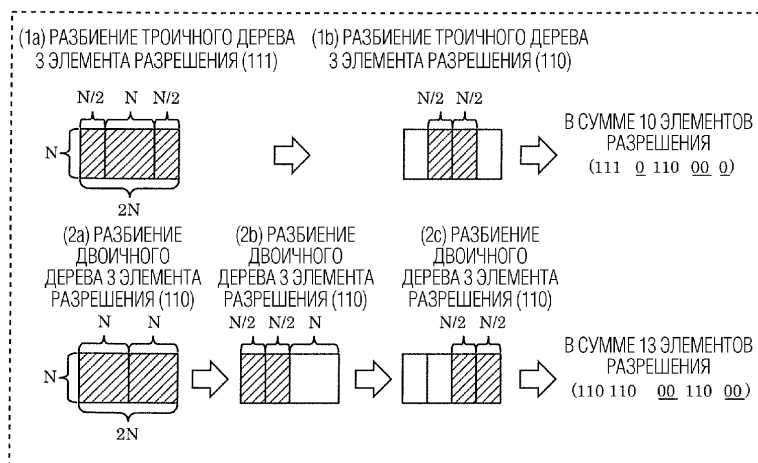 (1a) РАЗБИЕНИЕ ТРОИЧНОГО ДЕРЕВА
3 ЭЛЕМЕНТА РАЗРЕШЕНИЯ (111)
N/2 N N/2
N
2N
(1b) РАЗБИЕНИЕ ТРОИЧНОГО ДЕРЕВА
3 ЭЛЕМЕНТА РАЗРЕШЕНИЯ (110)
N/2 N/2
В СУММЕ 10 ЭЛЕМЕНТОВ
РАЗРЕШЕНИЯ
(111 0 110 00 0)
(2a) РАЗБИЕНИЕ
ДВОИЧНОГО
ДЕРЕВА 3 ЭЛЕМЕНТА
РАЗРЕШЕНИЯ (110)
N N
N
2N
(2b) РАЗБИЕНИЕ
ДВОИЧНОГО
ДЕРЕВА 3 ЭЛЕМЕНТА
РАЗРЕШЕНИЯ (110)
N/2 N/2 N
(2c) РАЗБИЕНИЕ
ДВОИЧНОГО
ДЕРЕВА 3 ЭЛЕМЕНТА
РАЗРЕШЕНИЯ (110)
N/2 N/2
В СУММЕ 13 ЭЛЕМЕНТОВ
РАЗРЕШЕНИЯ
(110 110 00 110 00)